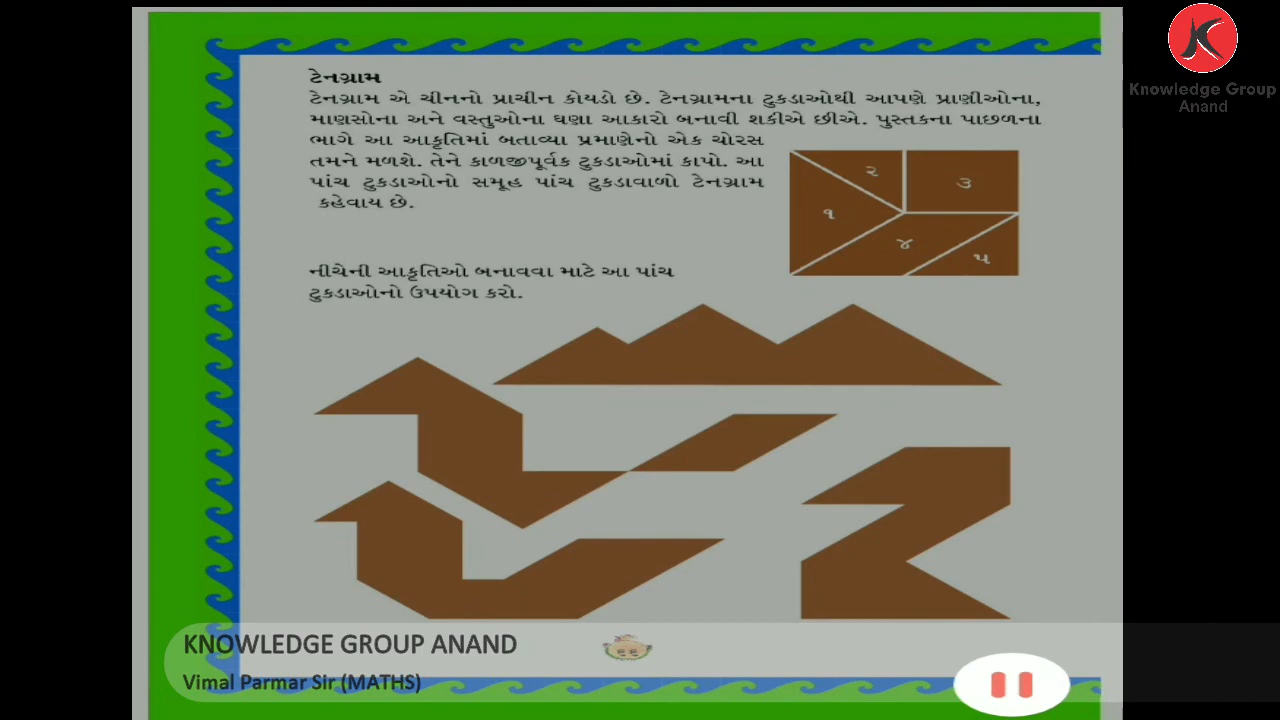 ટેનગ્રામ
ટેનગ્રામ એ ચીનનો પ્રાચીન કોયડો છે. ટેનગ્રામના ટુકડાઓથી આપણે પ્રાણીઓના,
માણસોના અને વસ્તુઓના ઘણા આકારો બનાવી શકીએ છીએ. પુસ્તકના પાછળના
ભાગે આ આકૃતિમાં બતાવ્યા પ્રમાણેનો એક ચોરસ
તમને મળશે. તેને કાળજીપૂર્વક ટુકડાઓમાં કાપો. આ
પાંચ ટુકડાઓનો સમૂહ પાંચ ટુકડાવાળો ટેનગ્રામ
કહેવાય છે.
૨
૩
૧
૪
૫
નીચેની આકૃતિઓ બનાવવા માટે આ પાંચ
ટુકડાઓનો ઉપયોગ કરો.
KNOWLEDGE GROUP ANAND
Vimal Parmar Sir (MATHS)
K
Knowledge Group
Anand